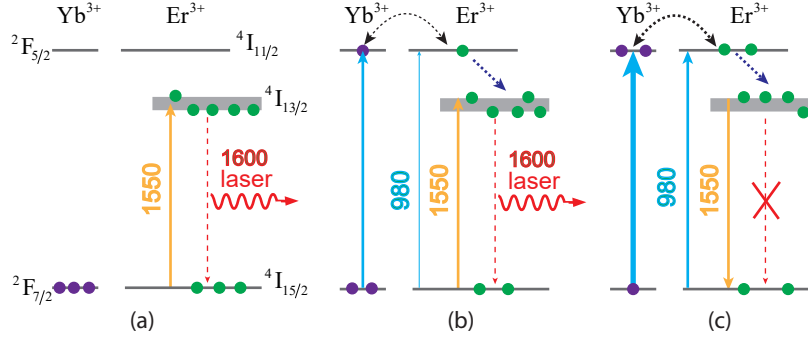 Yb³⁺ Er³⁺ Yb³⁺ Er³⁺ Yb³⁺ Er³⁺
²F₅/₂ ⁴I₁₁/₂
⁴I₁₃/₂
1550 1600 laser 980 1550 1600 laser 980 1550
²F₇/₂ ⁴I₁₅/₂
(a) (b) (c)